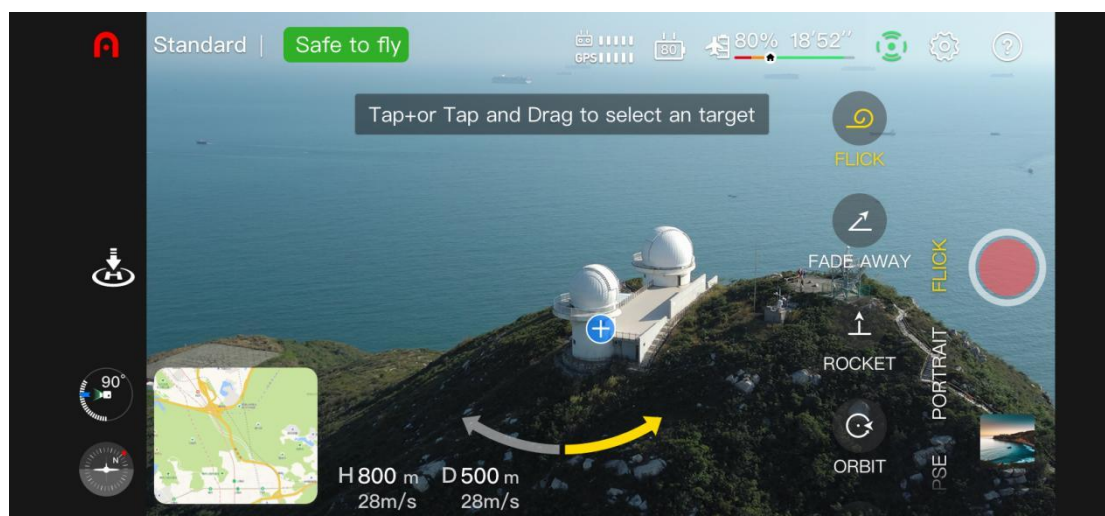 Standard
Safe to fly
GPS
80
80% 18′52″
Tap+or Tap and Drag to select an target
FLICK
FADE AWAY
ROCKET
ORBIT
FLICK
PORTRAIT
PSE
90°
N
H 800 m D 500 m
28m/s 28m/s